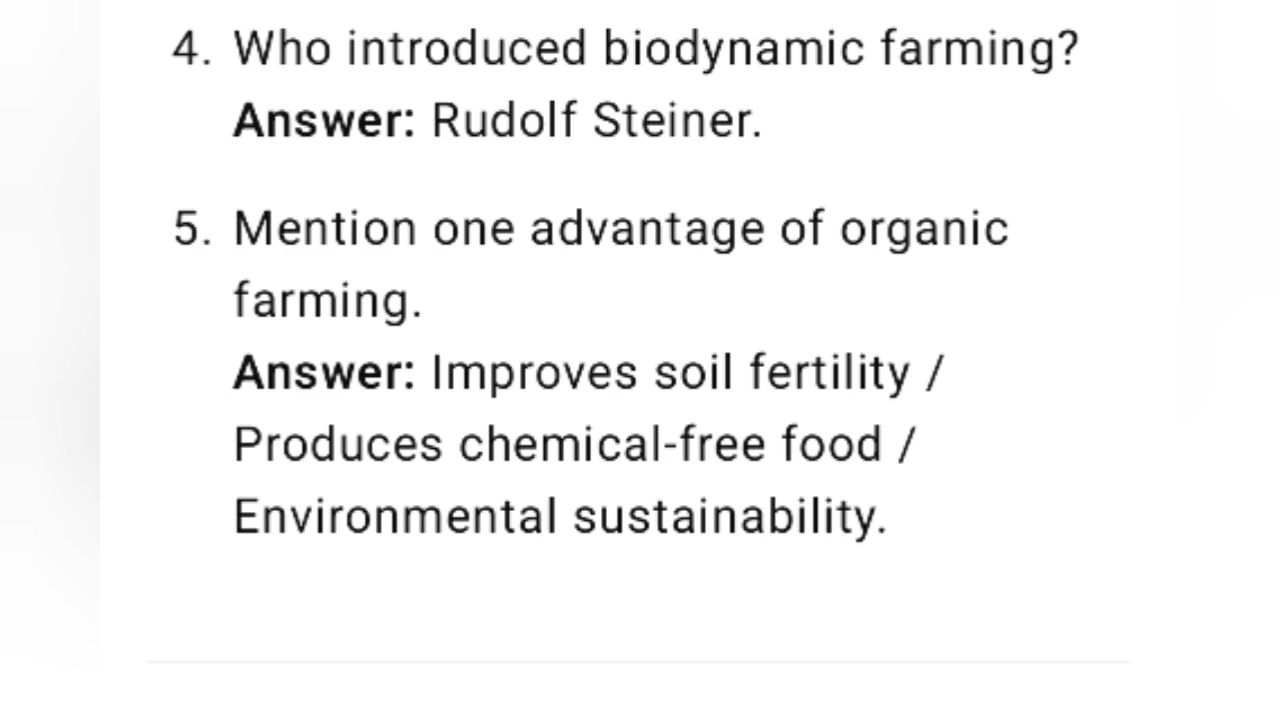 4. Who introduced biodynamic farming?
Answer: Rudolf Steiner.
5. Mention one advantage of organic
farming.
Answer: Improves soil fertility /
Produces chemical-free food /
Environmental sustainability.